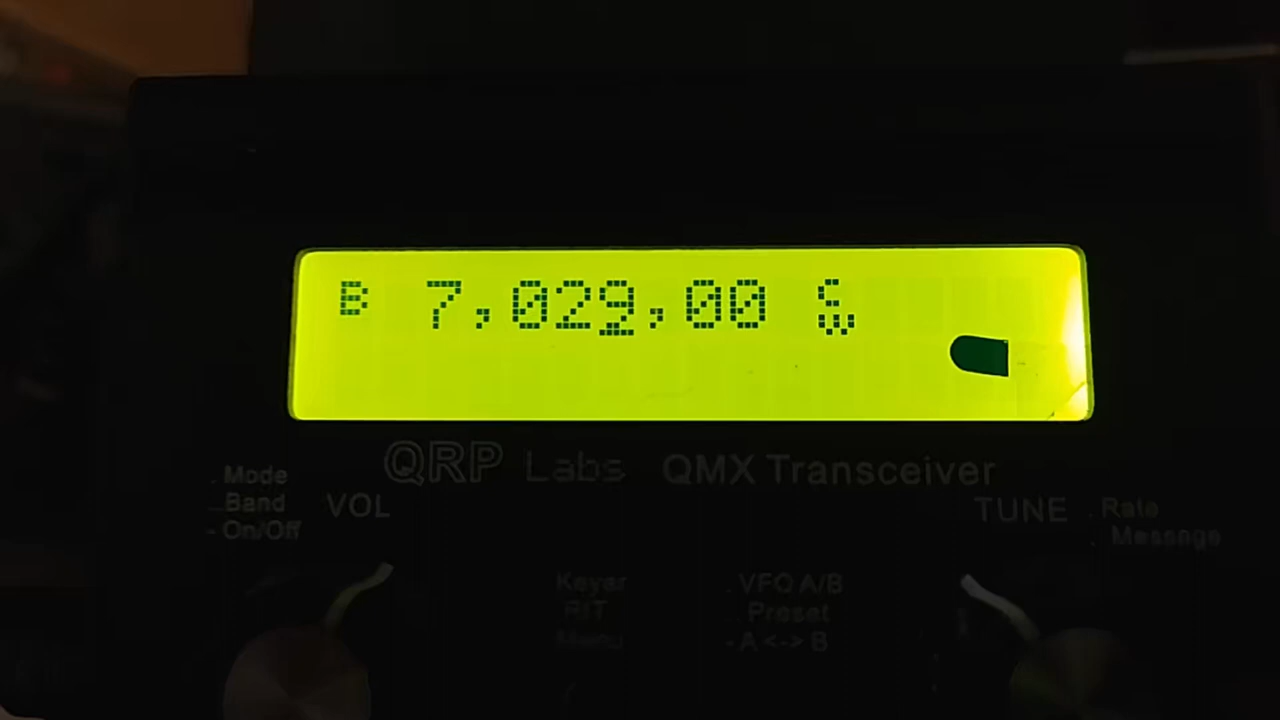 B 7,029,00 CW
QRP Labs QMX Transceiver
. Mode
_ Band
- On/Off
VOL
TUNE
. Rate
. Message
Keyer
RIT
Menu
. VFO A/B
. Preset
- A <-> B